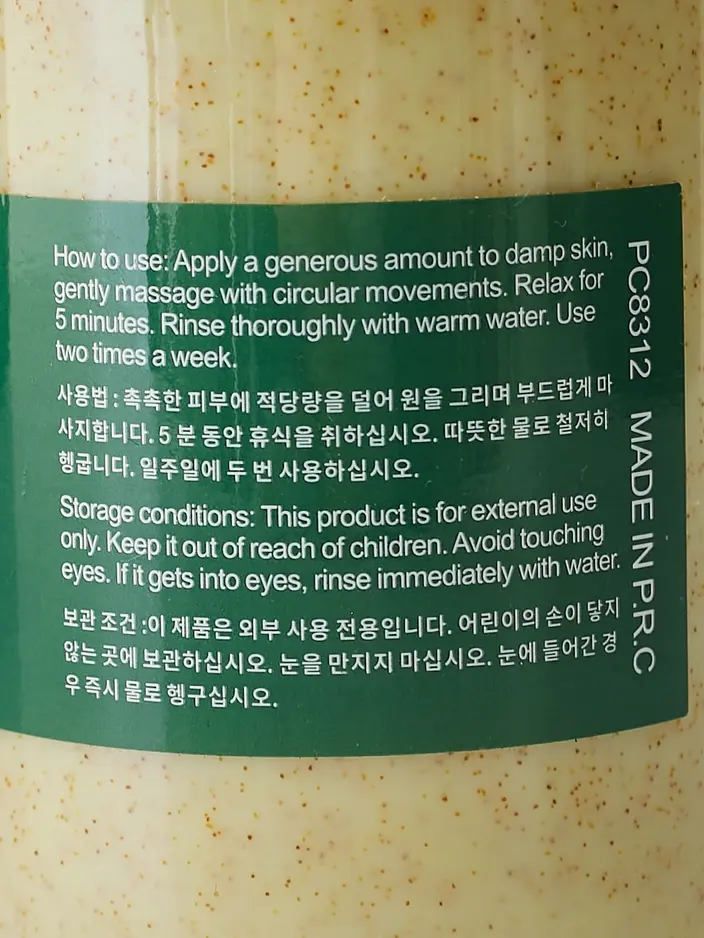 How to use: Apply a generous amount to damp skin,
gently massage with circular movements. Relax for
5 minutes. Rinse thoroughly with warm water. Use
two times a week.
사용법 : 촉촉한 피부에 적당량을 덜어 원을 그리며 부드럽게 마
사지합니다. 5 분 동안 휴식을 취하십시오. 따뜻한 물로 철저히
헹굽니다. 일주일에 두 번 사용하십시오.
Storage conditions: This product is for external use
only. Keep it out of reach of children. Avoid touching
eyes. If it gets into eyes, rinse immediately with water.
보관 조건 :이 제품은 외부 사용 전용입니다. 어린이의 손이 닿지
않는 곳에 보관하십시오. 눈을 만지지 마십시오. 눈에 들어간 경
우 즉시 물로 헹구십시오.
PC8312 MADE IN P.R.C